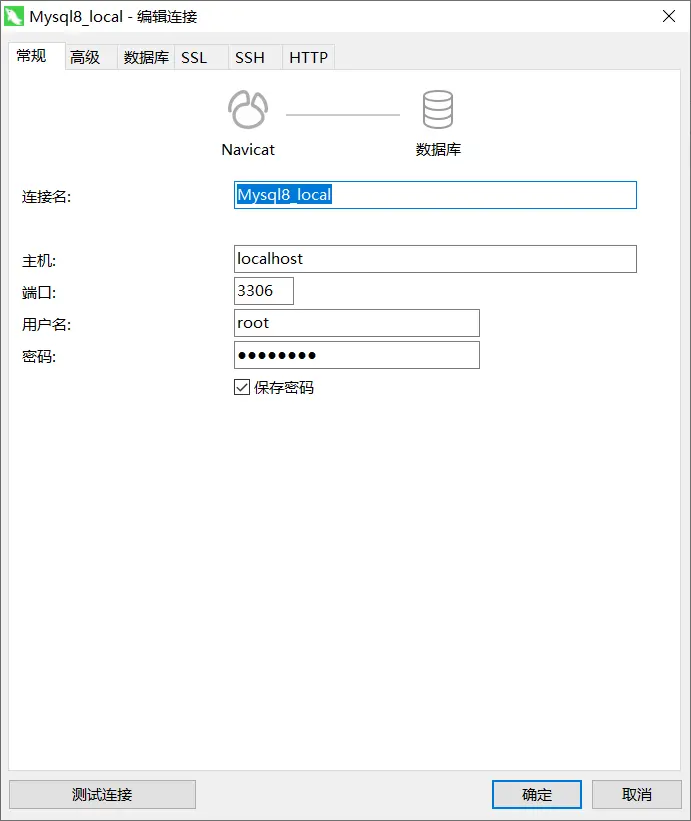 Mysql8_local - 编辑连接
常规 高级 数据库 SSL SSH HTTP
Navicat 数据库
连接名: Mysql8_local
主机: localhost
端口: 3306
用户名: root
密码: ●●●●●●●●
保存密码
测试连接 确定 取消